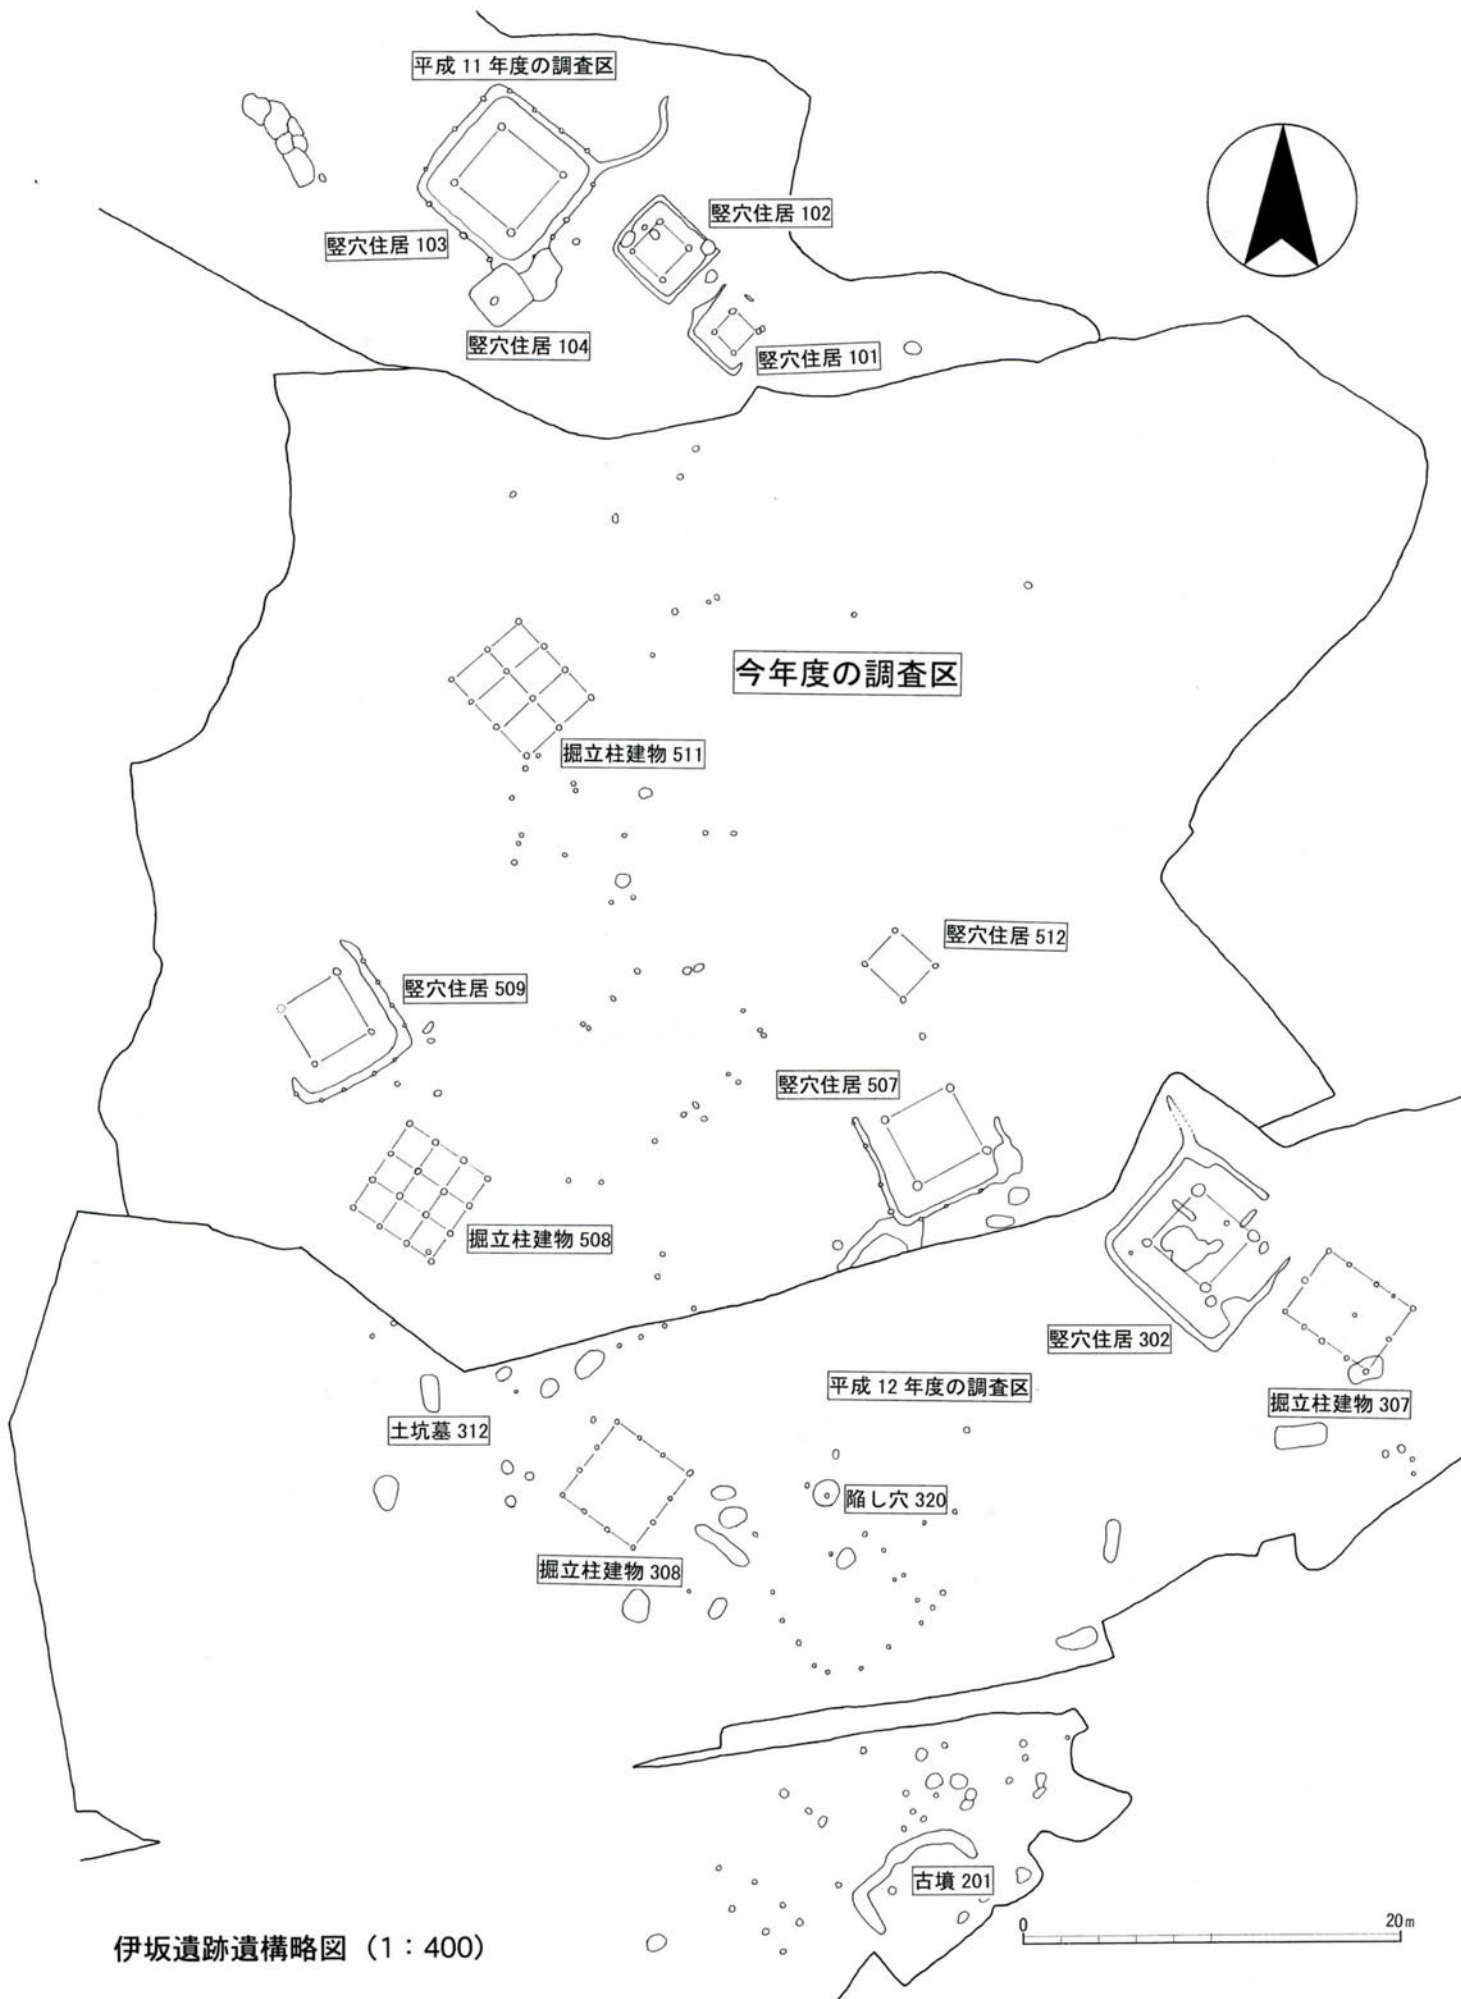 平成 11 年度の調査区
竪穴住居 102
竪穴住居 103
竪穴住居 104
竪穴住居 101
今年度の調査区
掘立柱建物 511
竪穴住居 512
竪穴住居 509
竪穴住居 507
掘立柱建物 508
竪穴住居 302
平成 12 年度の調査区
掘立柱建物 307
土坑墓 312
陥し穴 320
掘立柱建物 308
古墳 201
0 20m
伊坂遺跡遺構略図（1：400）